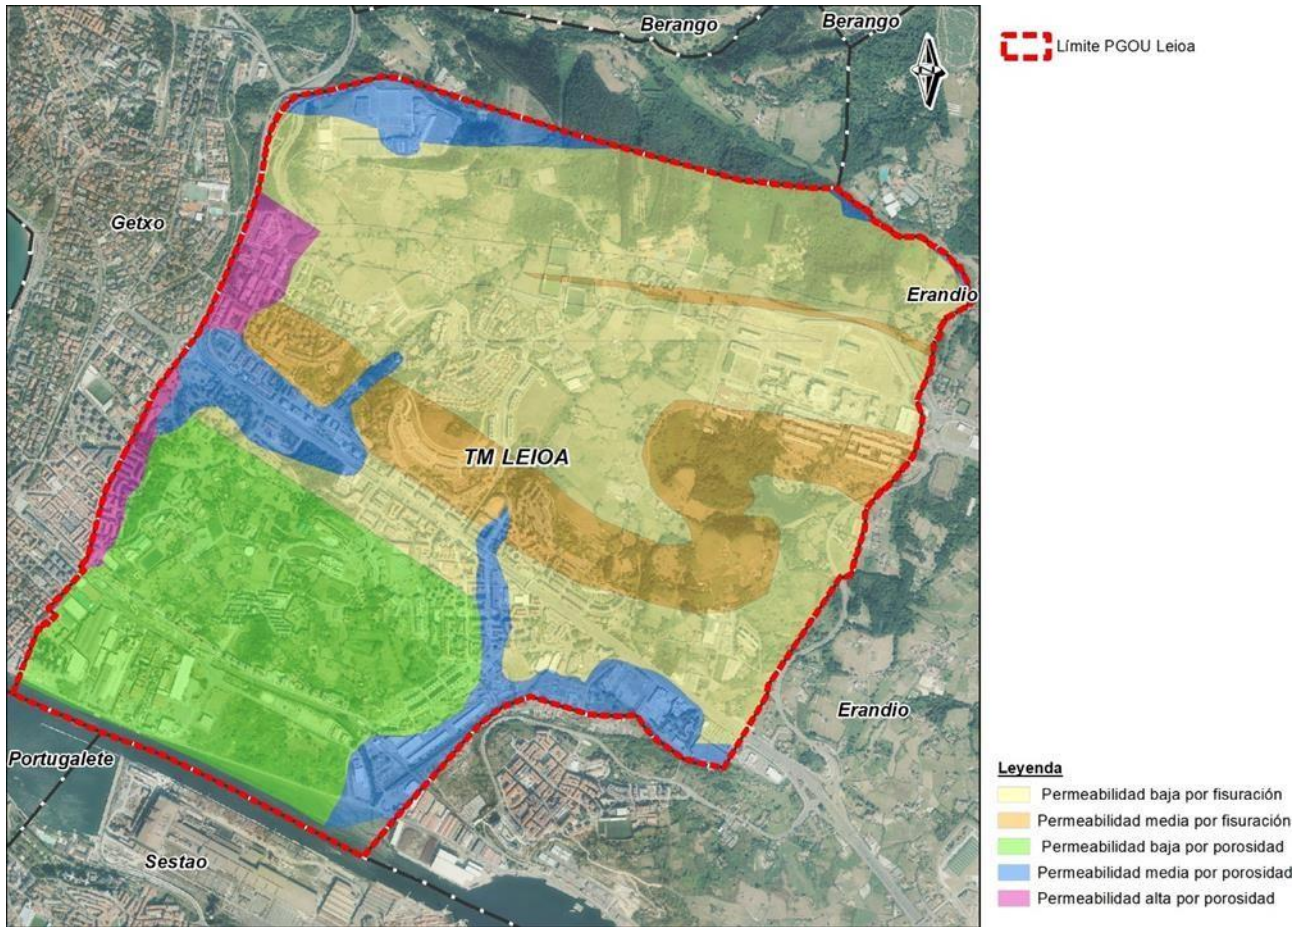 Berango
Berango
Límite PGOU Leioa
N
Getxo
Erandio
TM LEIOA
Erandio
Portugalete
Sestao
Leyenda
Permeabilidad baja por fisuración
Permeabilidad media por fisuración
Permeabilidad baja por porosidad
Permeabilidad media por porosidad
Permeabilidad alta por porosidad